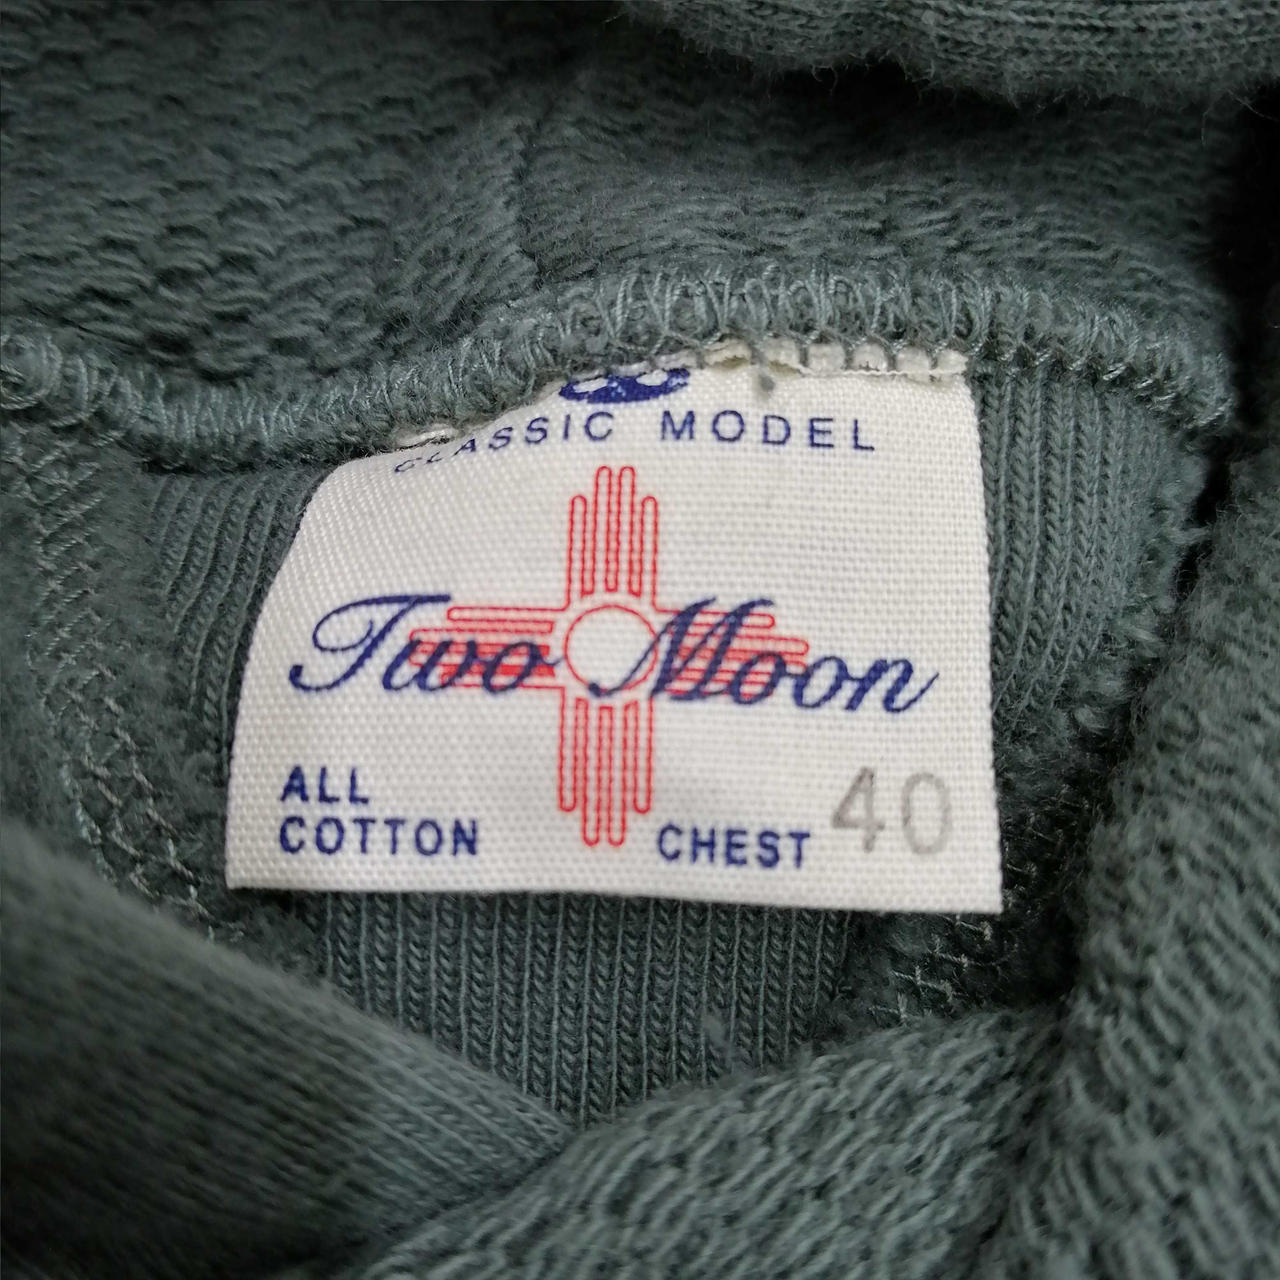 CLASSIC MODEL
Two Moon
ALL
COTTON
CHEST 40